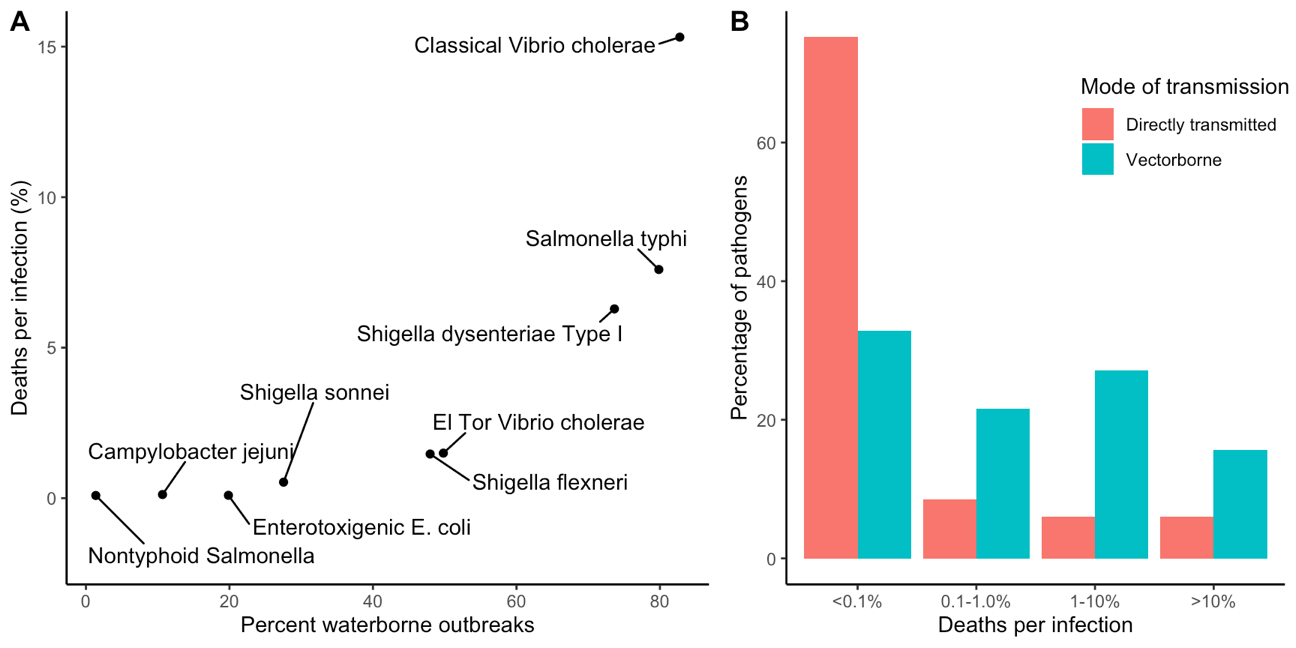 A
15
10
5
0
Deaths per infection (%)
Classical Vibrio cholerae
Salmonella typhi
Shigella dysenteriae Type I
Shigella sonnei
El Tor Vibrio cholerae
Campylobacter jejuni
Shigella flexneri
Enterotoxigenic E. coli
Nontyphoid Salmonella
0 20 40 60 80
Percent waterborne outbreaks
B
60
40
20
0
Percentage of pathogens
Mode of transmission
Directly transmitted
Vectorborne
<0.1% 0.1-1.0% 1-10% >10%
Deaths per infection